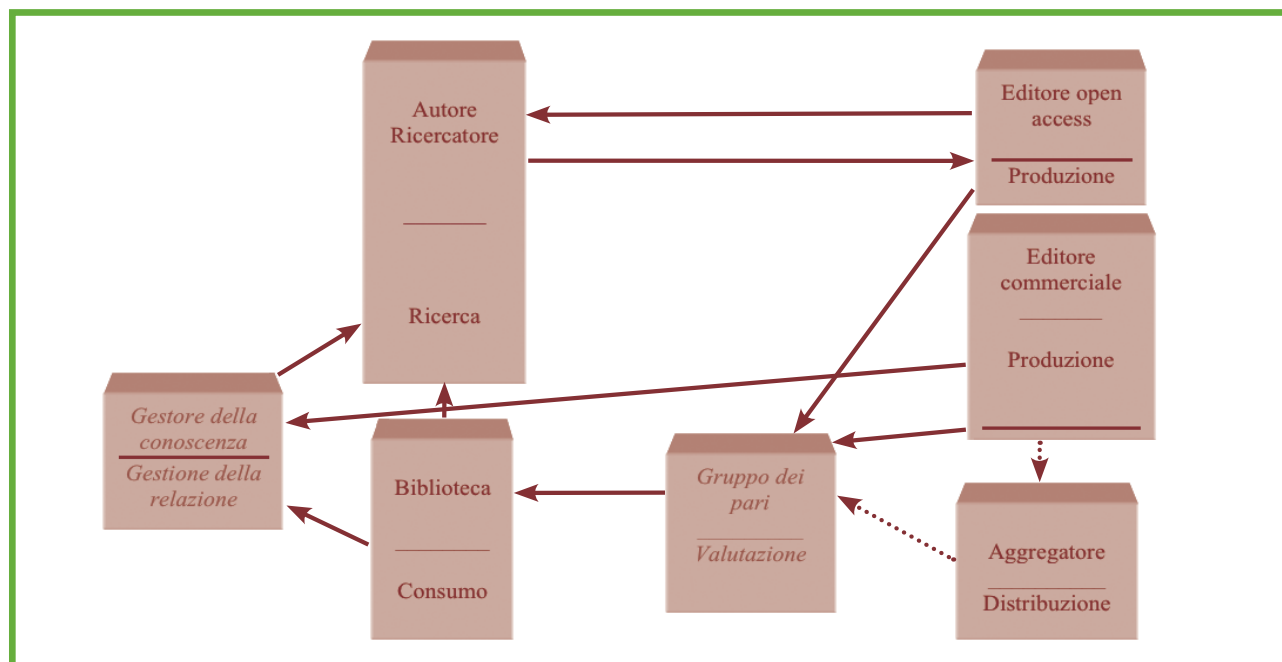 Autore
Ricercatore
Ricerca
Editore open
access
Produzione
Editore
commerciale
Produzione
Gestore della
conoscenza
Gestione della
relazione
Biblioteca
Consumo
Gruppo dei
pari
Valutazione
Aggregatore
Distribuzione